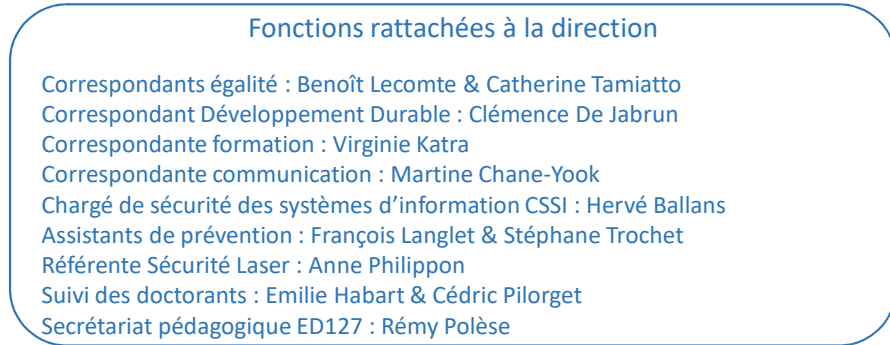 Fonctions rattachées à la direction
Correspondants égalité : Benoît Lecomte & Catherine Tamiatto
Correspondant Développement Durable : Clémence De Jabrun
Correspondante formation : Virginie Katra
Correspondante communication : Martine Chane-Yook
Chargé de sécurité des systèmes d’information CSSI : Hervé Ballans
Assistants de prévention : François Langlet & Stéphane Trochet
Référente Sécurité Laser : Anne Philippon
Suivi des doctorants : Emilie Habart & Cédric Pilorget
Secrétariat pédagogique ED127 : Rémy Polèse